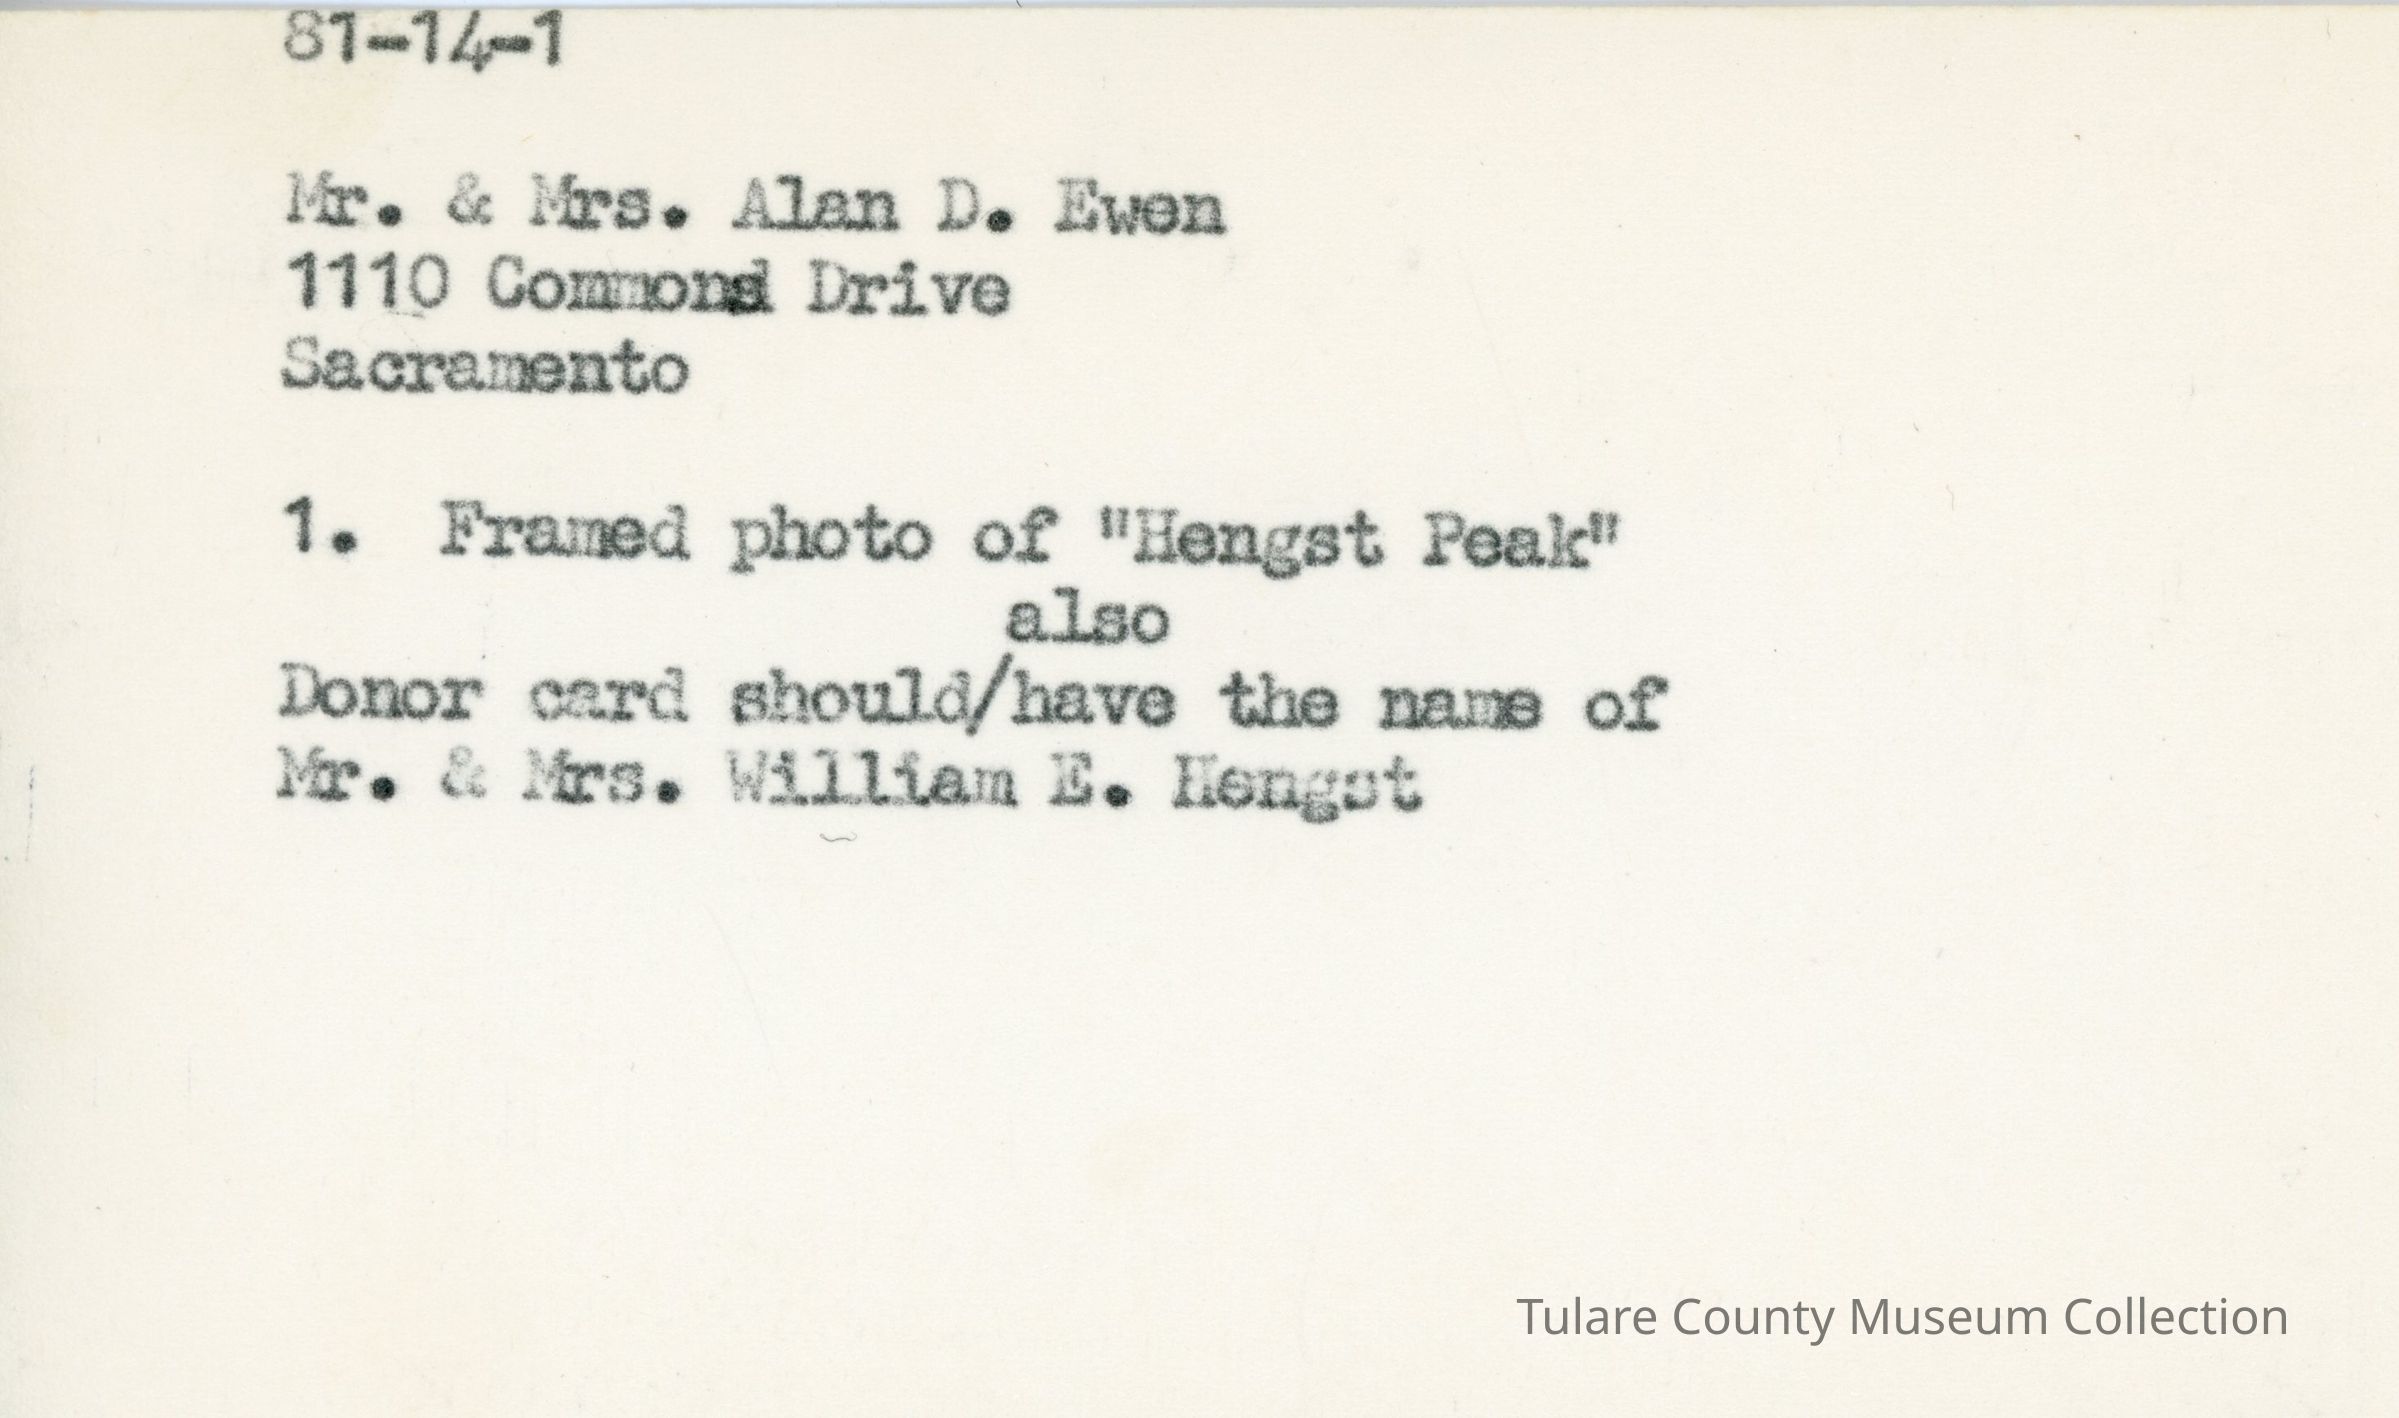 81-14-1
Mr. & Mrs. Alan D. Ewen
1110 Commons Drive
Sacramento
1. Framed photo of "Hengst Peak"
also
Donor card should/have the name of
Mr. & Mrs. William E. Hengst
Tulare County Museum Collection